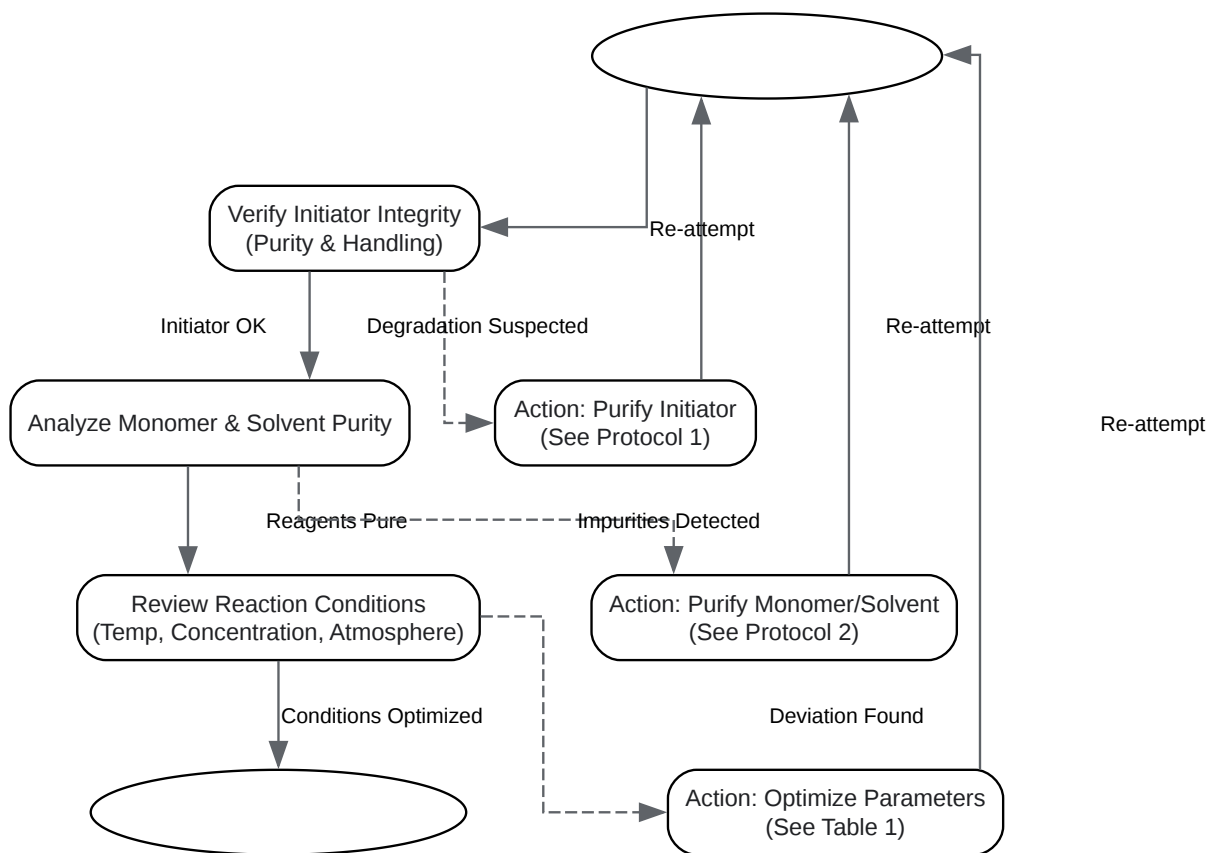 Verify Initiator Integrity
(Purity & Handling)
Re-attempt
Initiator OK
Degradation Suspected
Re-attempt
Analyze Monomer & Solvent Purity
Action: Purify Initiator
(See Protocol 1)
Re-attempt
Reagents Pure
Impurities Detected
Review Reaction Conditions
(Temp, Concentration, Atmosphere)
Action: Purify Monomer/Solvent
(See Protocol 2)
Conditions Optimized
Deviation Found
Action: Optimize Parameters
(See Table 1)